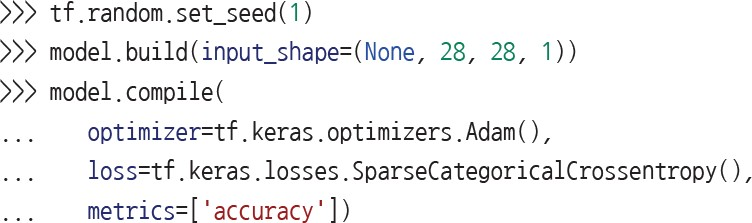 >>> tf.random.set_seed(1)
>>> model.build(input_shape=(None, 28, 28, 1))
>>> model.compile(
...    optimizer=tf.keras.optimizers.Adam(),
...    loss=tf.keras.losses.SparseCategoricalCrossentropy(),
...    metrics=['accuracy'])